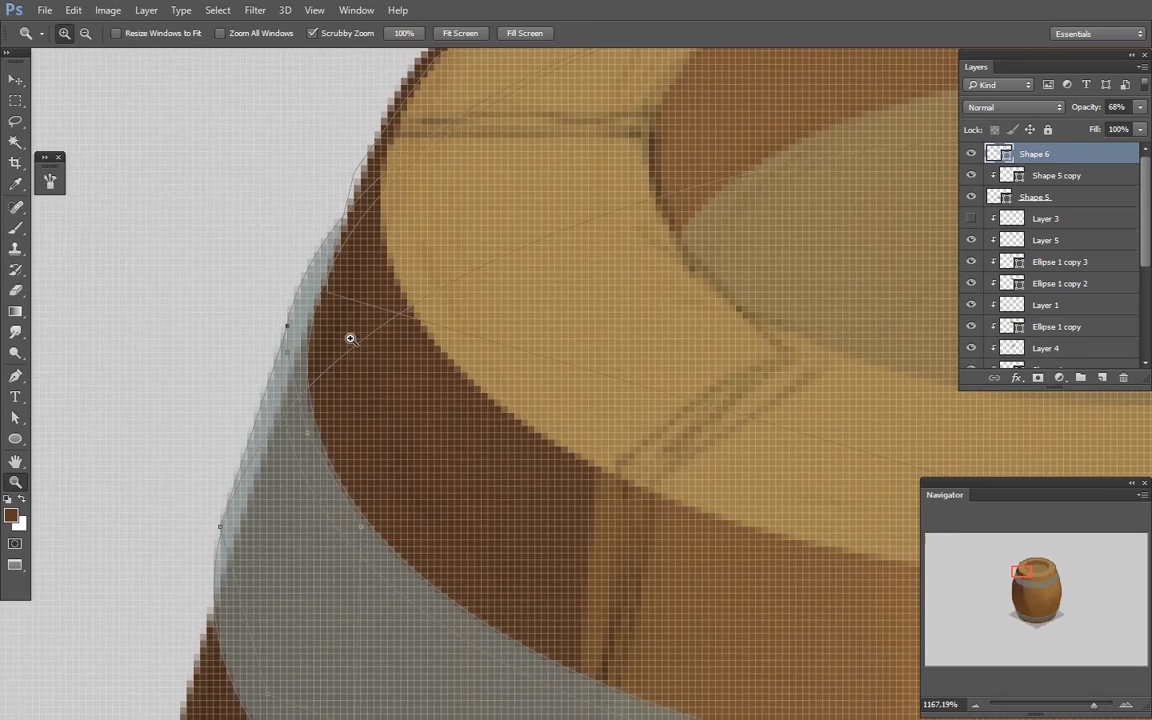 Ps File Edit Image Layer Type Select Filter 3D View Window Help
Resize Windows to Fit Zoom All Windows Scrubby Zoom 100% Fit Screen Fill Screen Essentials
Layers
Kind
Normal Opacity: 68%
Lock: Fill: 100%
Shape 6
Shape 5 copy
Shape 5
Layer 3
Layer 5
Ellipse 1 copy 3
Ellipse 1 copy 2
Layer 1
Ellipse 1 copy
Layer 4
fx
Navigator
1167,19%